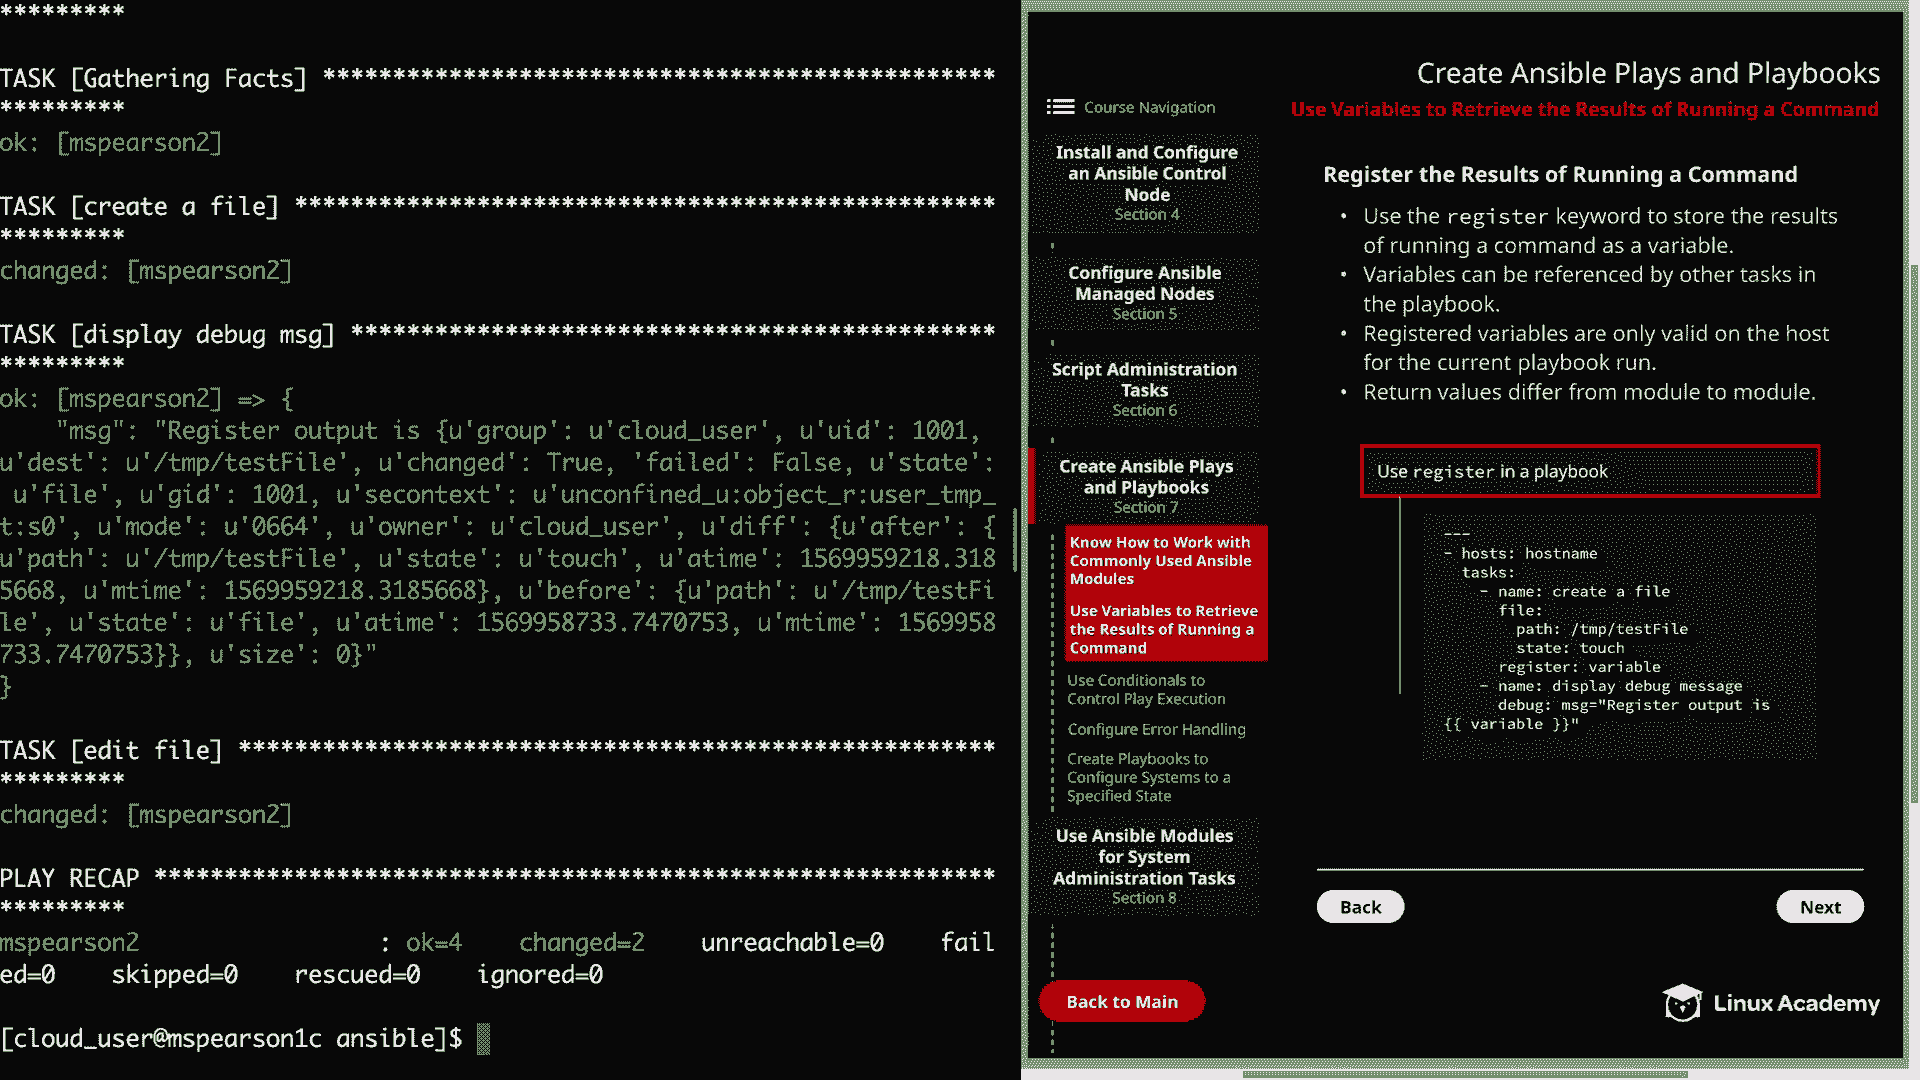 *********
TASK [Gathering Facts] ************************************************
*********
ok: [mspearson2]
TASK [create a file] **************************************************
*********
changed: [mspearson2]
TASK [display debug msg] **********************************************
*********
ok: [mspearson2] => {
    "msg": "Register output is {u'group': u'cloud_user', u'uid': 1001,
u'dest': u'/tmp/testFile', u'changed': True, 'failed': False, u'state':
 u'file', u'gid': 1001, u'secontext': u'unconfined_u:object_r:user_tmp_
t:s0', u'mode': u'0664', u'owner': u'cloud_user', u'diff': {u'after': {
u'path': u'/tmp/testFile', u'state': u'touch', u'atime': 1569959218.318
5668, u'mtime': 1569959218.3185668}, u'before': {u'path': u'/tmp/testFi
le', u'state': u'file', u'atime': 1569958733.7470753, u'mtime': 1569958
733.7470753}}, u'size': 0}"
}
TASK [edit file] ******************************************************
*********
changed: [mspearson2]
PLAY RECAP ************************************************************
*********
mspearson2                 : ok=4    changed=2    unreachable=0    fail
ed=0    skipped=0    rescued=0    ignored=0
[cloud_user@mspearson1c ansible]$
Create Ansible Plays and Playbooks
Use Variables to Retrieve the Results of Running a Command
Course Navigation
Install and Configure
an Ansible Control
Node
Section 4
Configure Ansible
Managed Nodes
Section 5
Script Administration
Tasks
Section 6
Create Ansible Plays
and Playbooks
Section 7
Know How to Work with
Commonly Used Ansible
Modules
Use Variables to Retrieve
the Results of Running a
Command
Use Conditionals to
Control Play Execution
Configure Error Handling
Create Playbooks to
Configure Systems to a
Specified State
Use Ansible Modules
for System
Administration Tasks
Section 8
Back to Main
Register the Results of Running a Command
• Use the register keyword to store the results
of running a command as a variable.
• Variables can be referenced by other tasks in
the playbook.
• Registered variables are only valid on the host
for the current playbook run.
• Return values differ from module to module.
Use register in a playbook
---
- hosts: hostname
  tasks:
    - name: create a file
      file:
        path: /tmp/testFile
        state: touch
      register: variable
    - name: display debug message
      debug: msg="Register output is
{{ variable }}"
Back
Next
Linux Academy